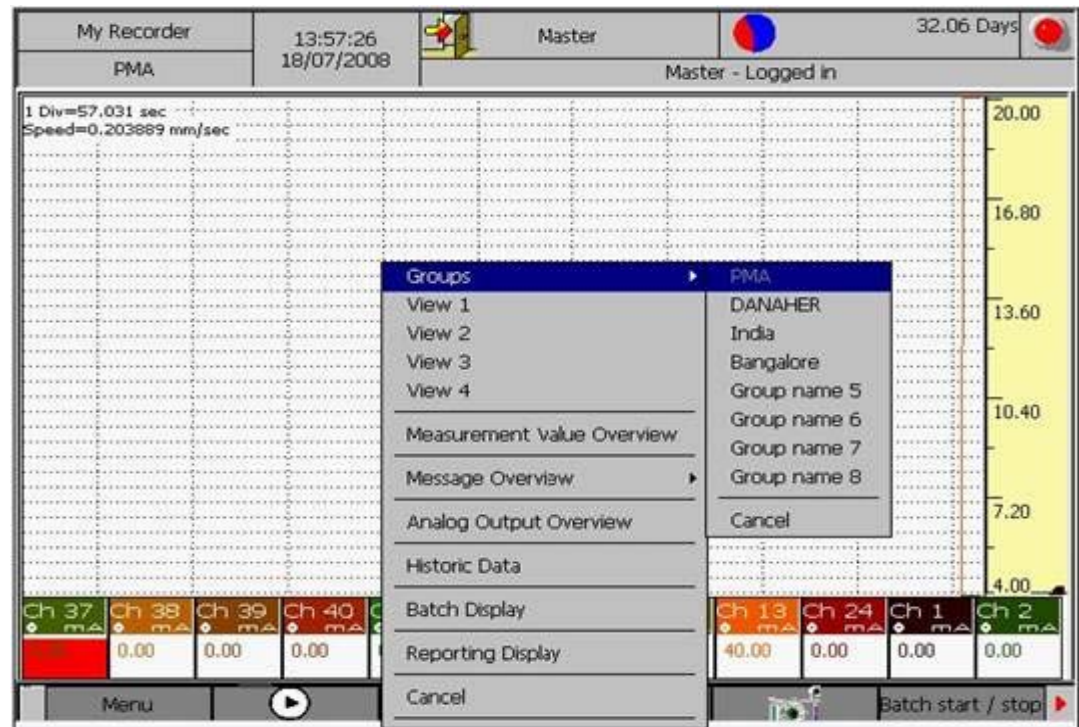 My Recorder
PMA
13:57:26
18/07/2008
Master
32.06 Days
Master - Logged in
1 Div=57.031 sec
Speed=0.203889 mm/sec
20.00
16.80
13.60
10.40
7.20
4.00
Groups
View 1
View 2
View 3
View 4
Measurement Value Overview
Message Overview
Analog Output Overview
Historic Data
Batch Display
Reporting Display
Cancel
PMA
DANAHER
India
Bangalore
Group name 5
Group name 6
Group name 7
Group name 8
Cancel
Ch 37 Ch 38 Ch 39 Ch 40 Ch 13 Ch 24 Ch 1 Ch 2
mA mA mA mA mA mA mA mA
0.00 0.00 0.00 40.00 0.00 0.00 0.00
Menu
Batch start / stop